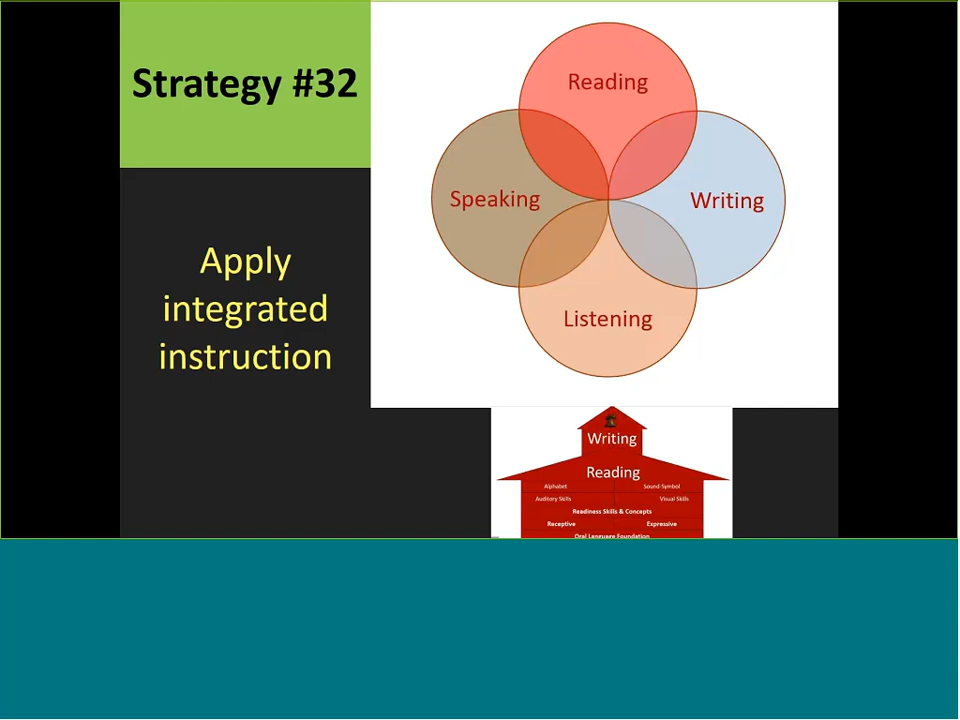 Strategy #32
Apply
integrated
instruction
Reading
Speaking
Writing
Listening
Writing
Reading
Alphabet Sound-Symbol
Auditory Skills Visual Skills
Readiness Skills & Concepts
Receptive Expressive
Oral Language Foundation